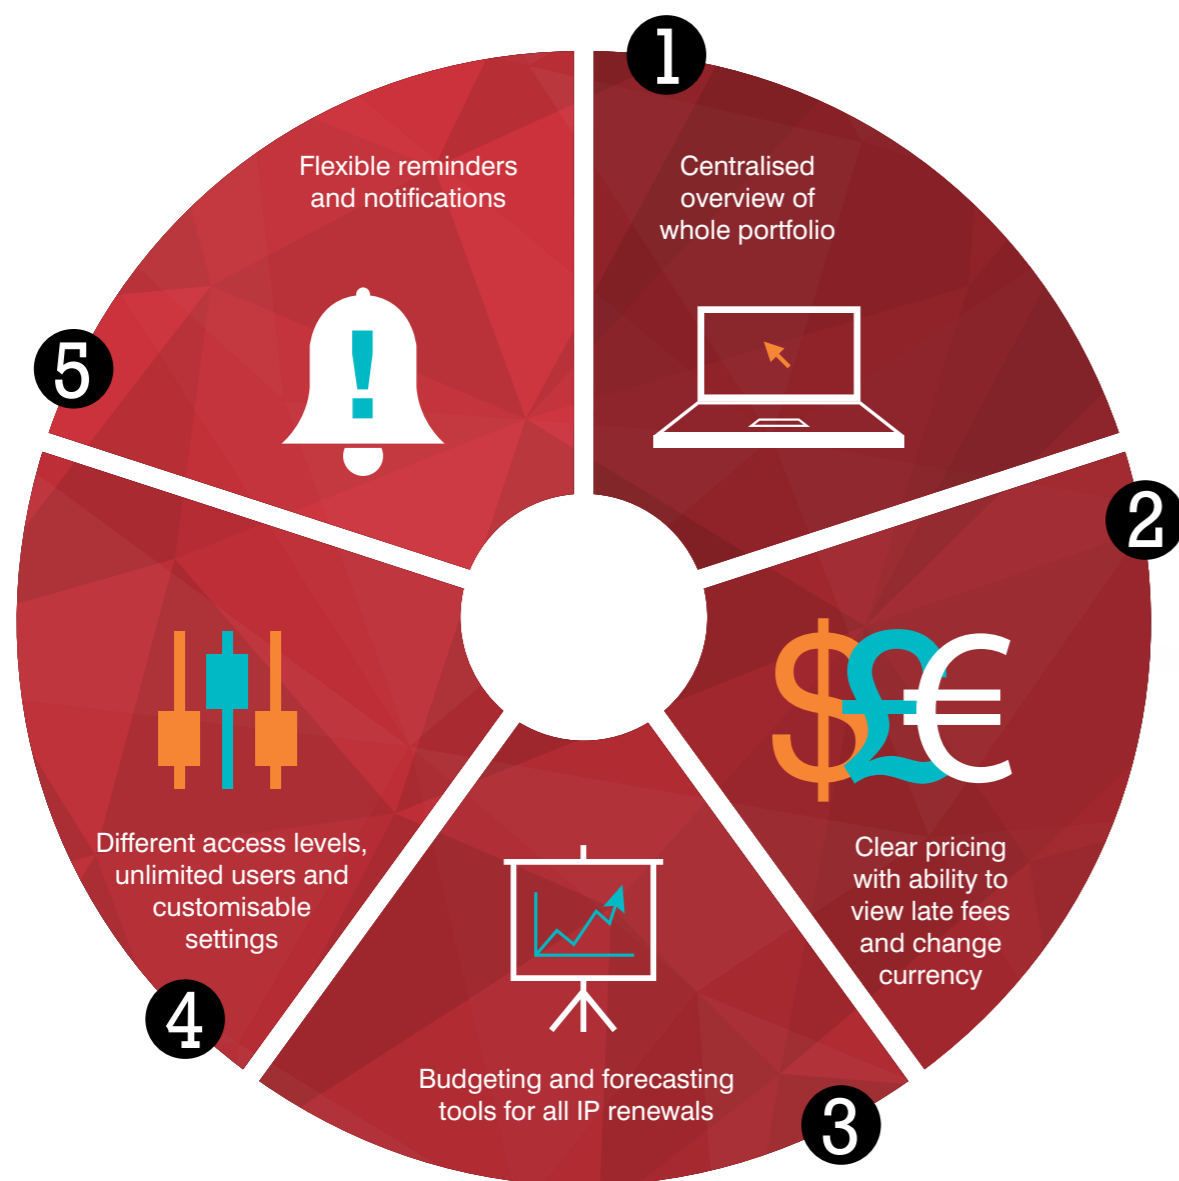 1
Centralised
overview of
whole portfolio
2
$£€
Clear pricing
with ability to
view late fees
and change
currency
3
Budgeting and forecasting
tools for all IP renewals
4
Different access levels,
unlimited users and
customisable
settings
5
Flexible reminders
and notifications
!